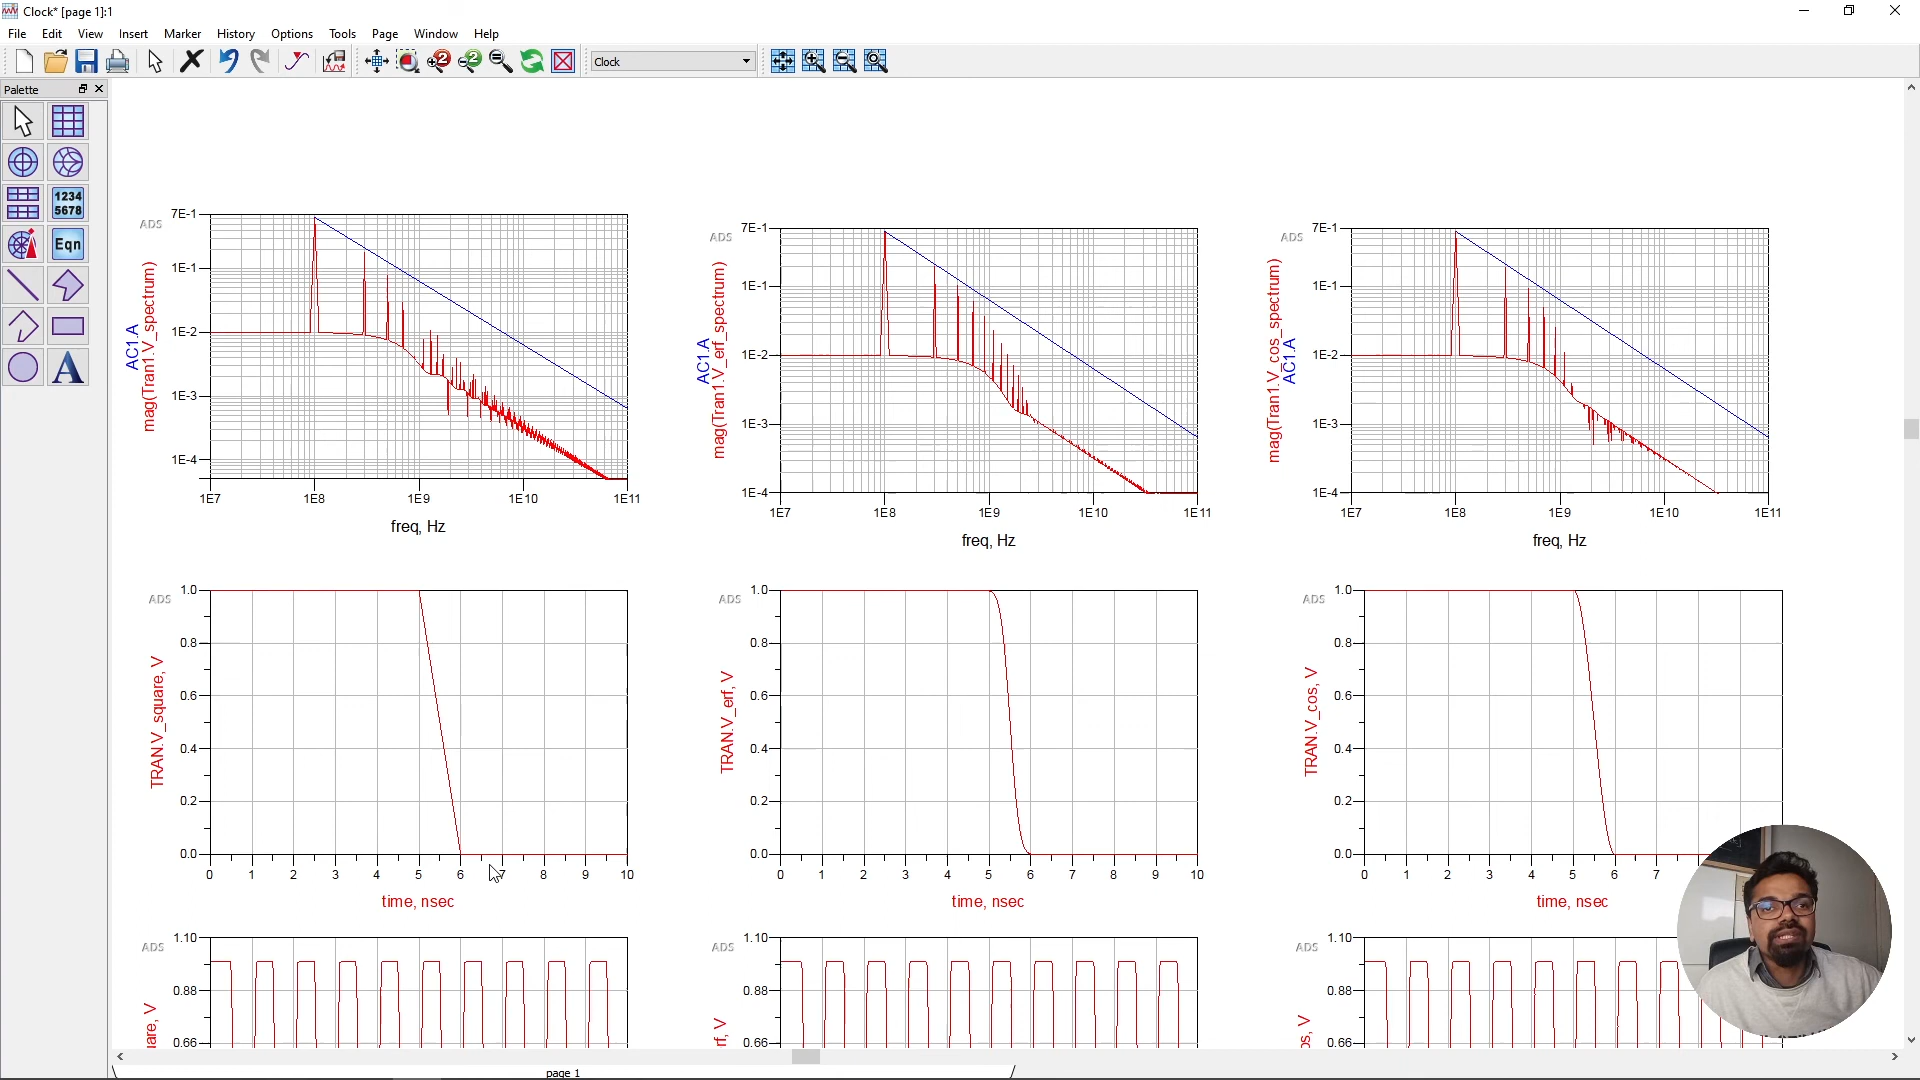 Clock* [page 1]:1
File Edit View Insert Marker History Options Tools Page Window Help
Clock
Palette
1234
5678
Eqn
ADS
7E-1
1E-1
1E-2
1E-3
1E-4
AC1.A
mag(Tran1.V_spectrum)
1E7 1E8 1E9 1E10 1E11
freq, Hz
ADS
7E-1
1E-1
1E-2
1E-3
1E-4
AC1.A
mag(Tran1.V_erf_spectrum)
1E7 1E8 1E9 1E10 1E11
freq, Hz
ADS
7E-1
1E-1
1E-2
1E-3
1E-4
mag(Tran1.V_cos_spectrum)
AC1.A
1E7 1E8 1E9 1E10 1E11
freq, Hz
ADS
1.0
0.8
0.6
0.4
0.2
0.0
TRAN.V_square, V
0 1 2 3 4 5 6 7 8 9 10
time, nsec
ADS
1.0
0.8
0.6
0.4
0.2
0.0
TRAN.V_erf, V
0 1 2 3 4 5 6 7 8 9 10
time, nsec
ADS
1.0
0.8
0.6
0.4
0.2
0.0
TRAN.V_cos, V
0 1 2 3 4 5 6 7
time, nsec
ADS
1.10
0.88
0.66
uare, V
ADS
1.10
0.88
0.66
rf, V
ADS
1.10
0.88
0.66
os, V
page 1